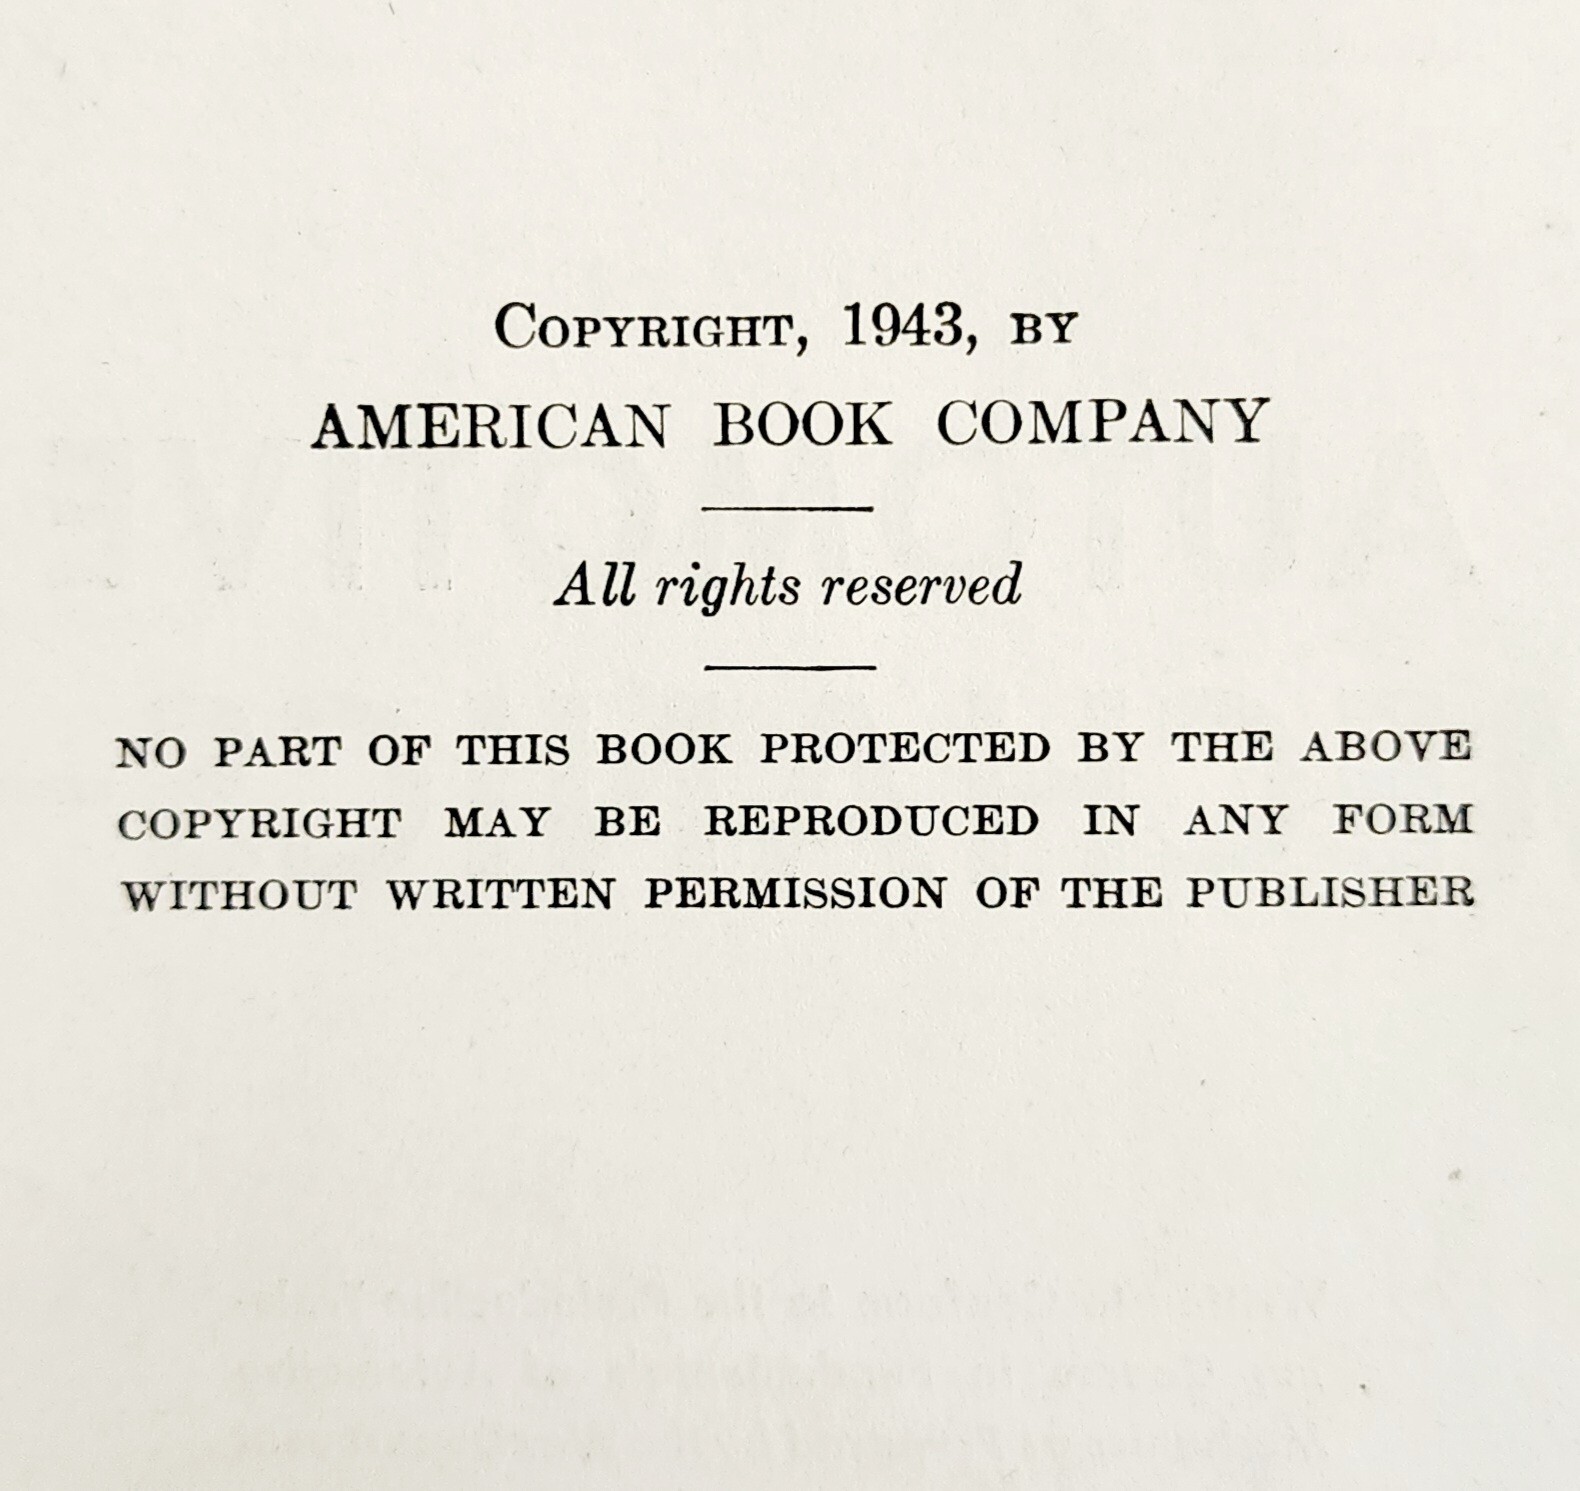 Copyright, 1943, by
AMERICAN BOOK COMPANY
All rights reserved
NO PART OF THIS BOOK PROTECTED BY THE ABOVE
COPYRIGHT MAY BE REPRODUCED IN ANY FORM
WITHOUT WRITTEN PERMISSION OF THE PUBLISHER